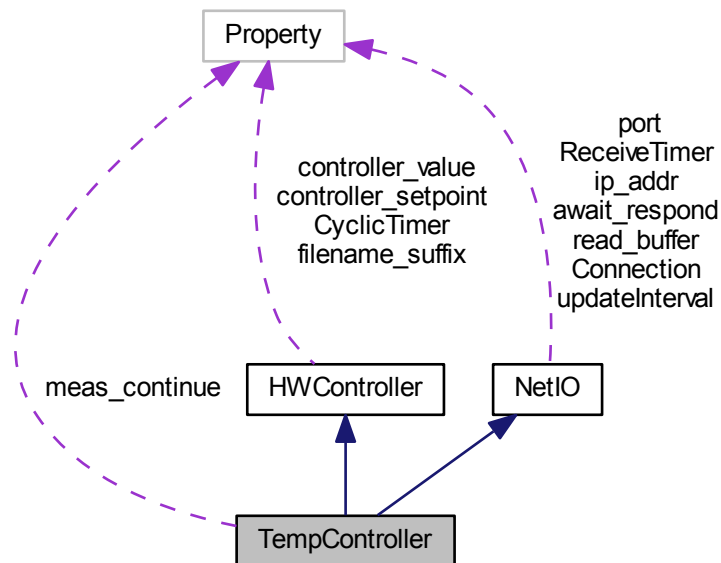 Property
controller_value
controller_setpoint
CyclicTimer
filename_suffix
port
ReceiveTimer
ip_addr
await_respond
read_buffer
Connection
updateInterval
meas_continue
HWController
NetIO
TempController